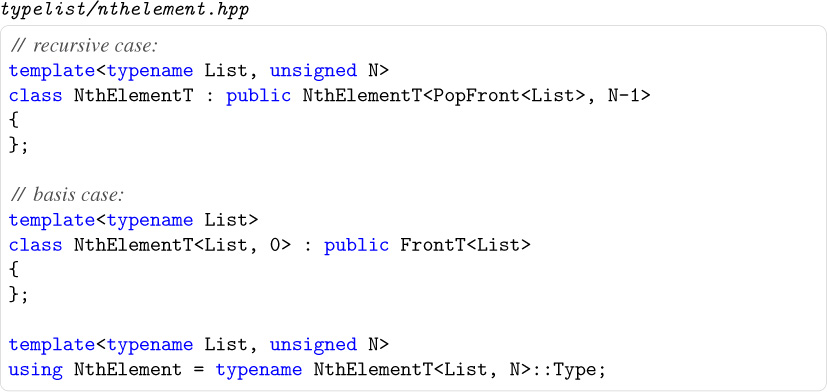 typelist/nthelement.hpp
// recursive case:
template<typename List, unsigned N>
class NthElementT : public NthElementT<PopFront<List>, N-1>
{
};
// basis case:
template<typename List>
class NthElementT<List, 0> : public FrontT<List>
{
};
template<typename List, unsigned N>
using NthElement = typename NthElementT<List, N>::Type;